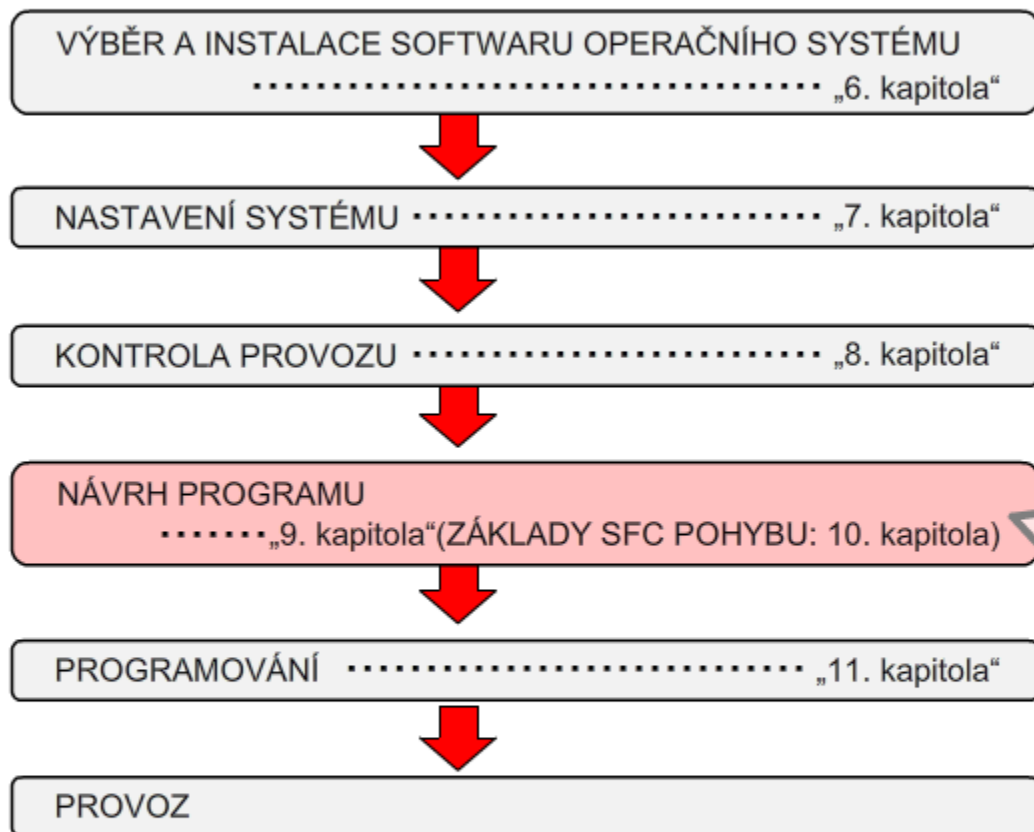 VÝBĚR A INSTALACE SOFTWARU OPERAČNÍHO SYSTÉMU
„6. kapitola“
NASTAVENÍ SYSTÉMU „7. kapitola“
KONTROLA PROVOZU „8. kapitola“
NÁVRH PROGRAMU
„9. kapitola“(ZÁKLADY SFC POHYBU: 10. kapitola)
PROGRAMOVÁNÍ „11. kapitola“
PROVOZ